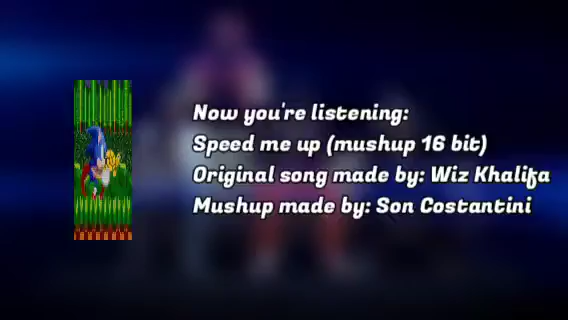 Now you're listening:
Speed me up (mushup 16 bit)
Original song made by: Wiz Khalifa
Mushup made by: Son Costantini